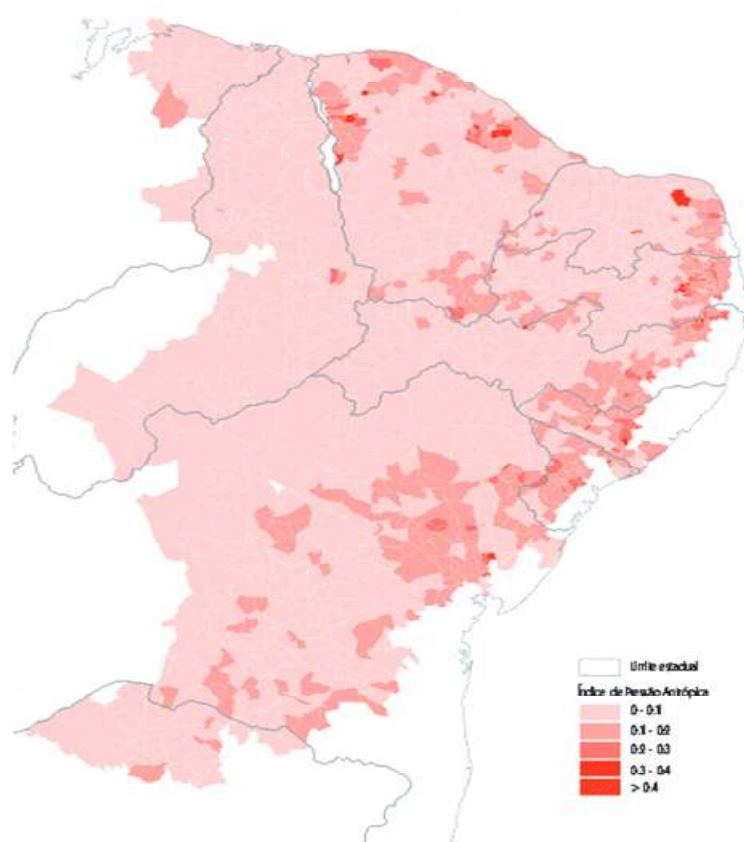 Limite estadual
Índice de Pressão Antrópica
0 - 0.1
0.1 - 0.2
0.2 - 0.3
0.3 - 0.4
> 0.4